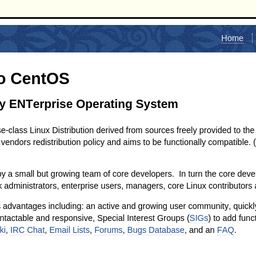 Home
o CentOS
y ENTerprise Operating System
e-class Linux Distribution derived from sources freely provided to the
vendors redistribution policy and aims to be functionally compatible. (
by a small but growing team of core developers. In turn the core deve
administrators, enterprise users, managers, core Linux contributors a
advantages including: an active and growing user community, quickly
ntactable and responsive, Special Interest Groups (SIGs) to add funct
ki, IRC Chat, Email Lists, Forums, Bugs Database, and an FAQ.